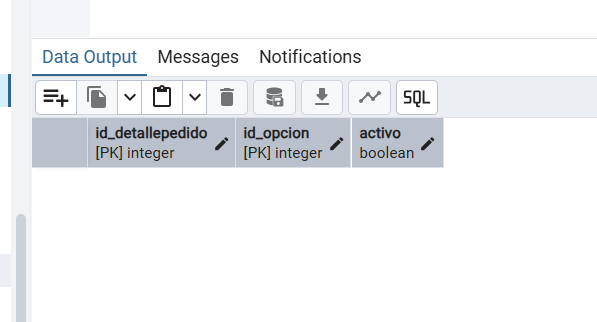 Data Output Messages Notifications
SQL
id_detallepedido id_opcion activo
[PK] integer [PK] integer boolean